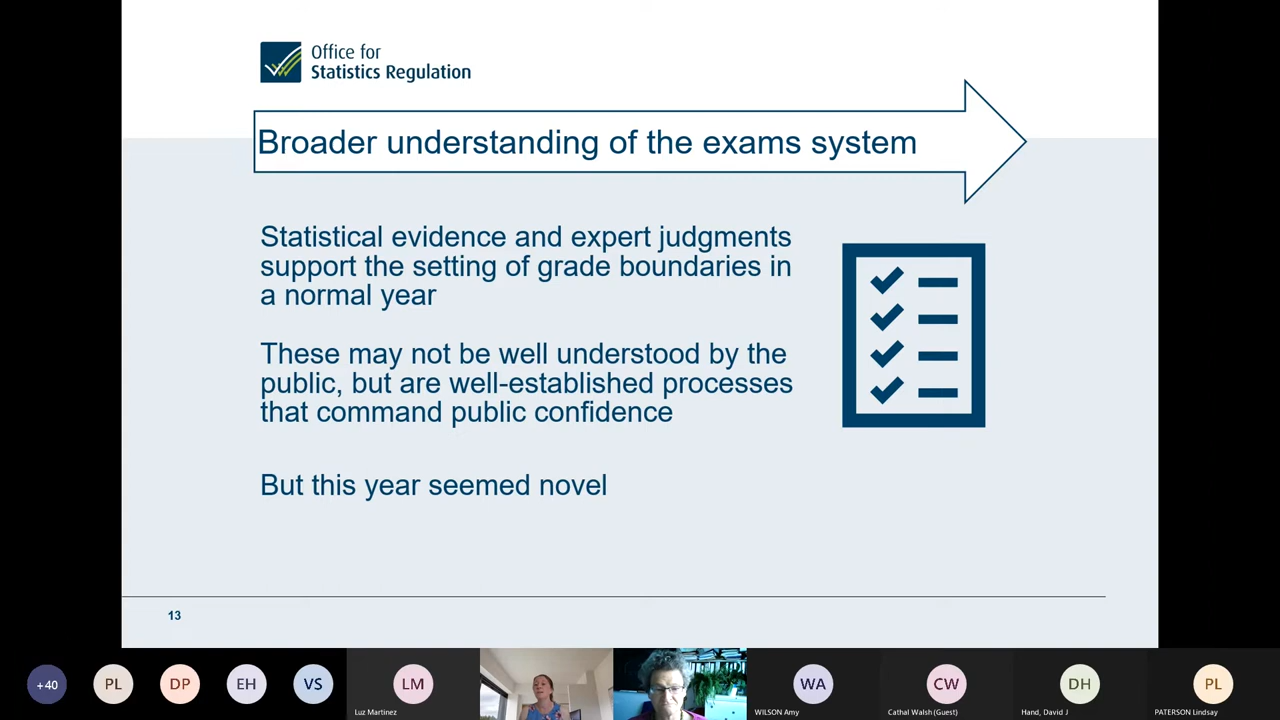 Office for
Statistics Regulation
Broader understanding of the exams system
Statistical evidence and expert judgments
support the setting of grade boundaries in
a normal year
These may not be well understood by the
public, but are well-established processes
that command public confidence
But this year seemed novel
13
+40
PL
DP
EH
VS
LM
Luz Martinez
WA
WILSON Amy
CW
Cathal Walsh (Guest)
DH
Hand, David J
PL
PATERSON Lindsay